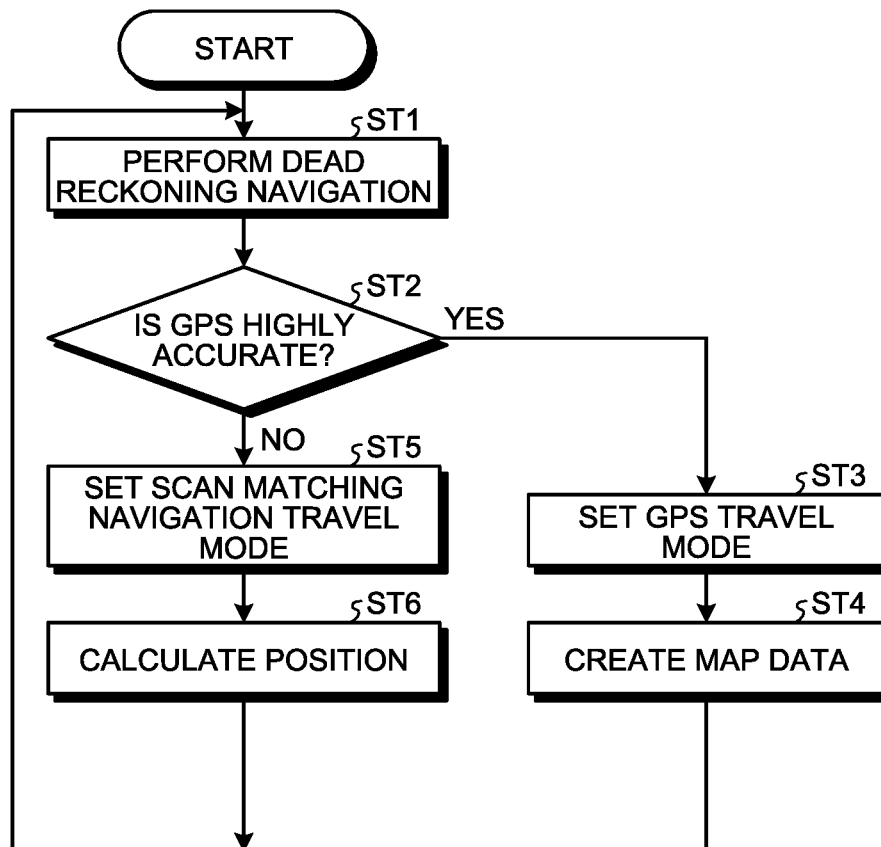 START
ST1
PERFORM DEAD
RECKONING NAVIGATION
ST2
IS GPS HIGHLY
ACCURATE?
YES
NO
ST5
SET SCAN MATCHING
NAVIGATION TRAVEL
MODE
ST3
SET GPS TRAVEL
MODE
ST6
CALCULATE POSITION
ST4
CREATE MAP DATA